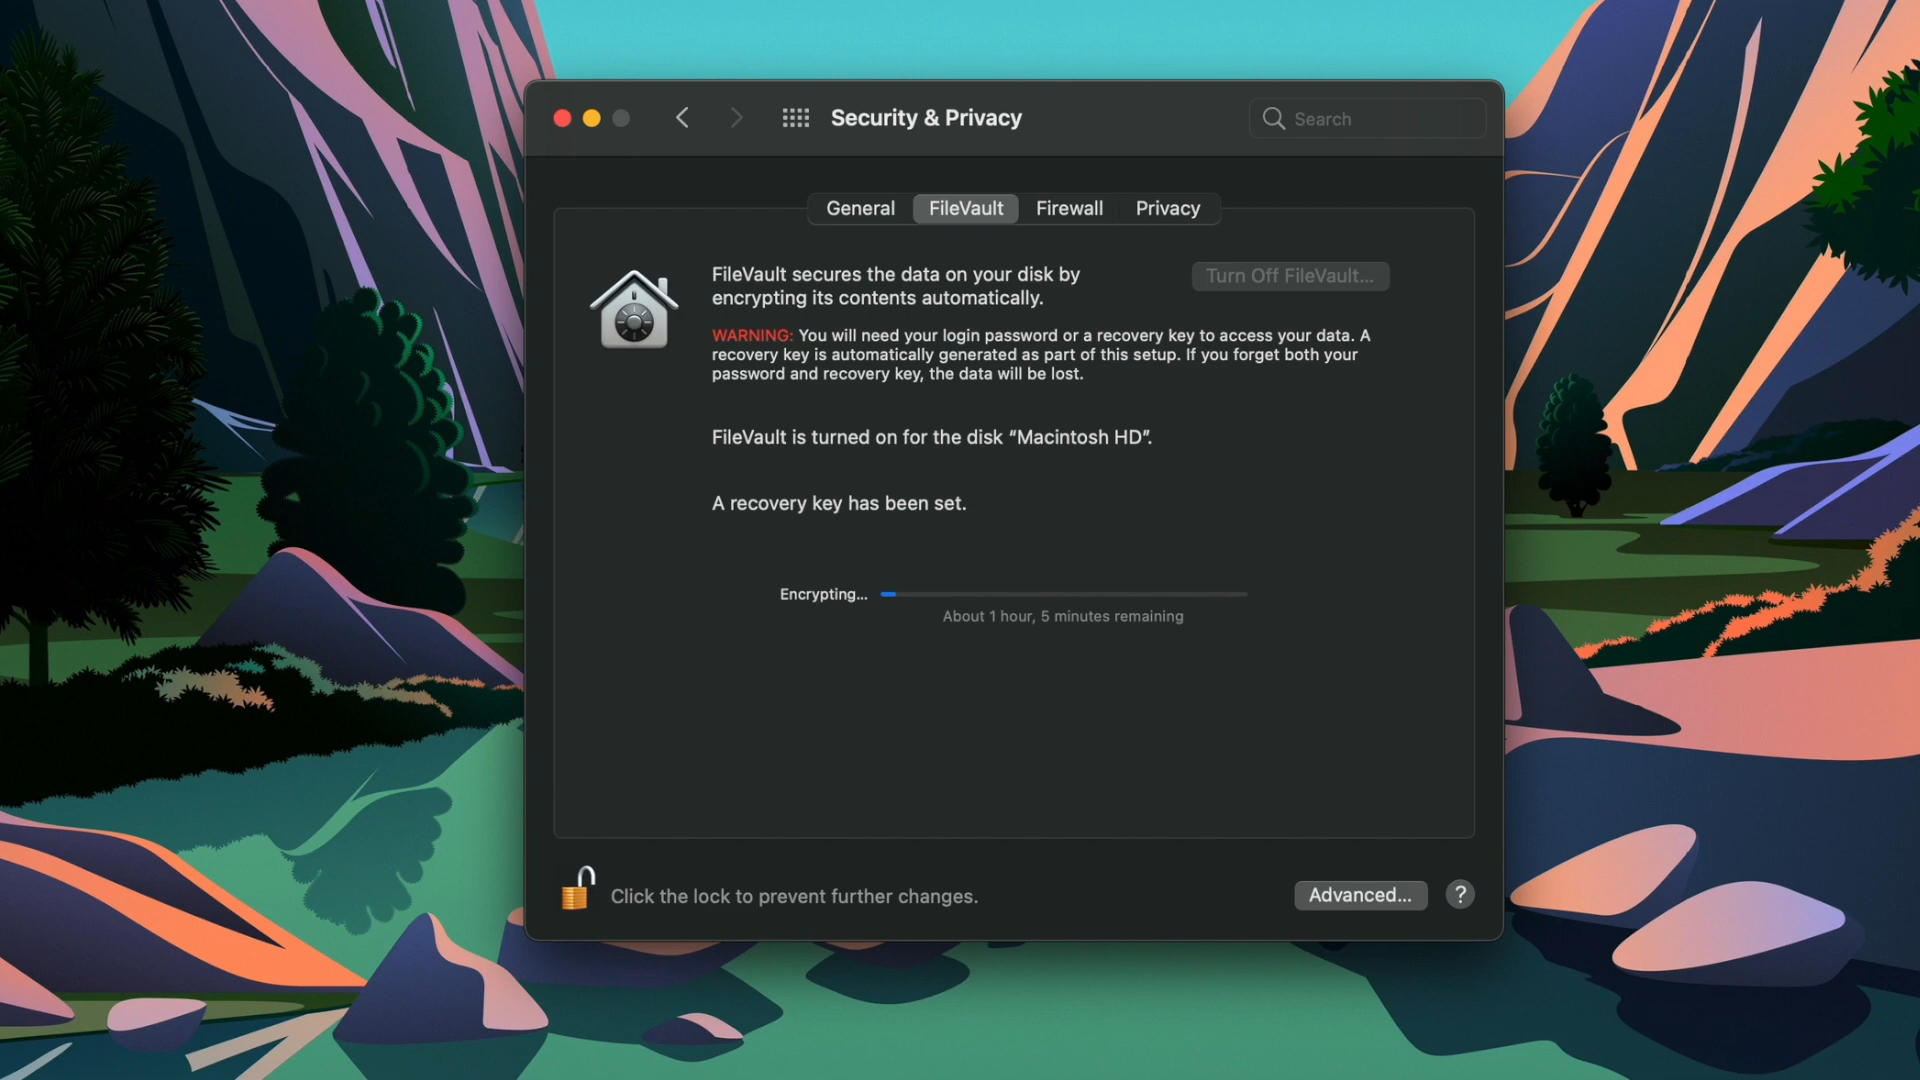 Security & Privacy
Search
General
FileVault
Firewall
Privacy
FileVault secures the data on your disk by
encrypting its contents automatically.
Turn Off FileVault...
WARNING: You will need your login password or a recovery key to access your data. A
recovery key is automatically generated as part of this setup. If you forget both your
password and recovery key, the data will be lost.
FileVault is turned on for the disk “Macintosh HD”.
A recovery key has been set.
Encrypting...
About 1 hour, 5 minutes remaining
Click the lock to prevent further changes.
Advanced...
?